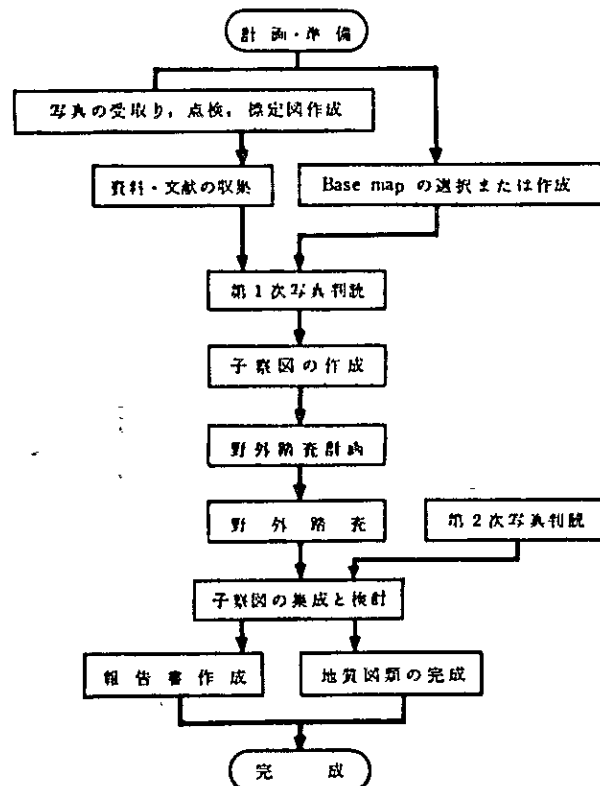 計画・準備
写真の受取り，点検，標定図作成
資料・文献の収集
Base map の選択または作成
第1次写真判読
予察図の作成
野外踏査計画
野外踏査
第2次写真判読
予察図の集成と検討
報告書作成
地質図類の完成
完成